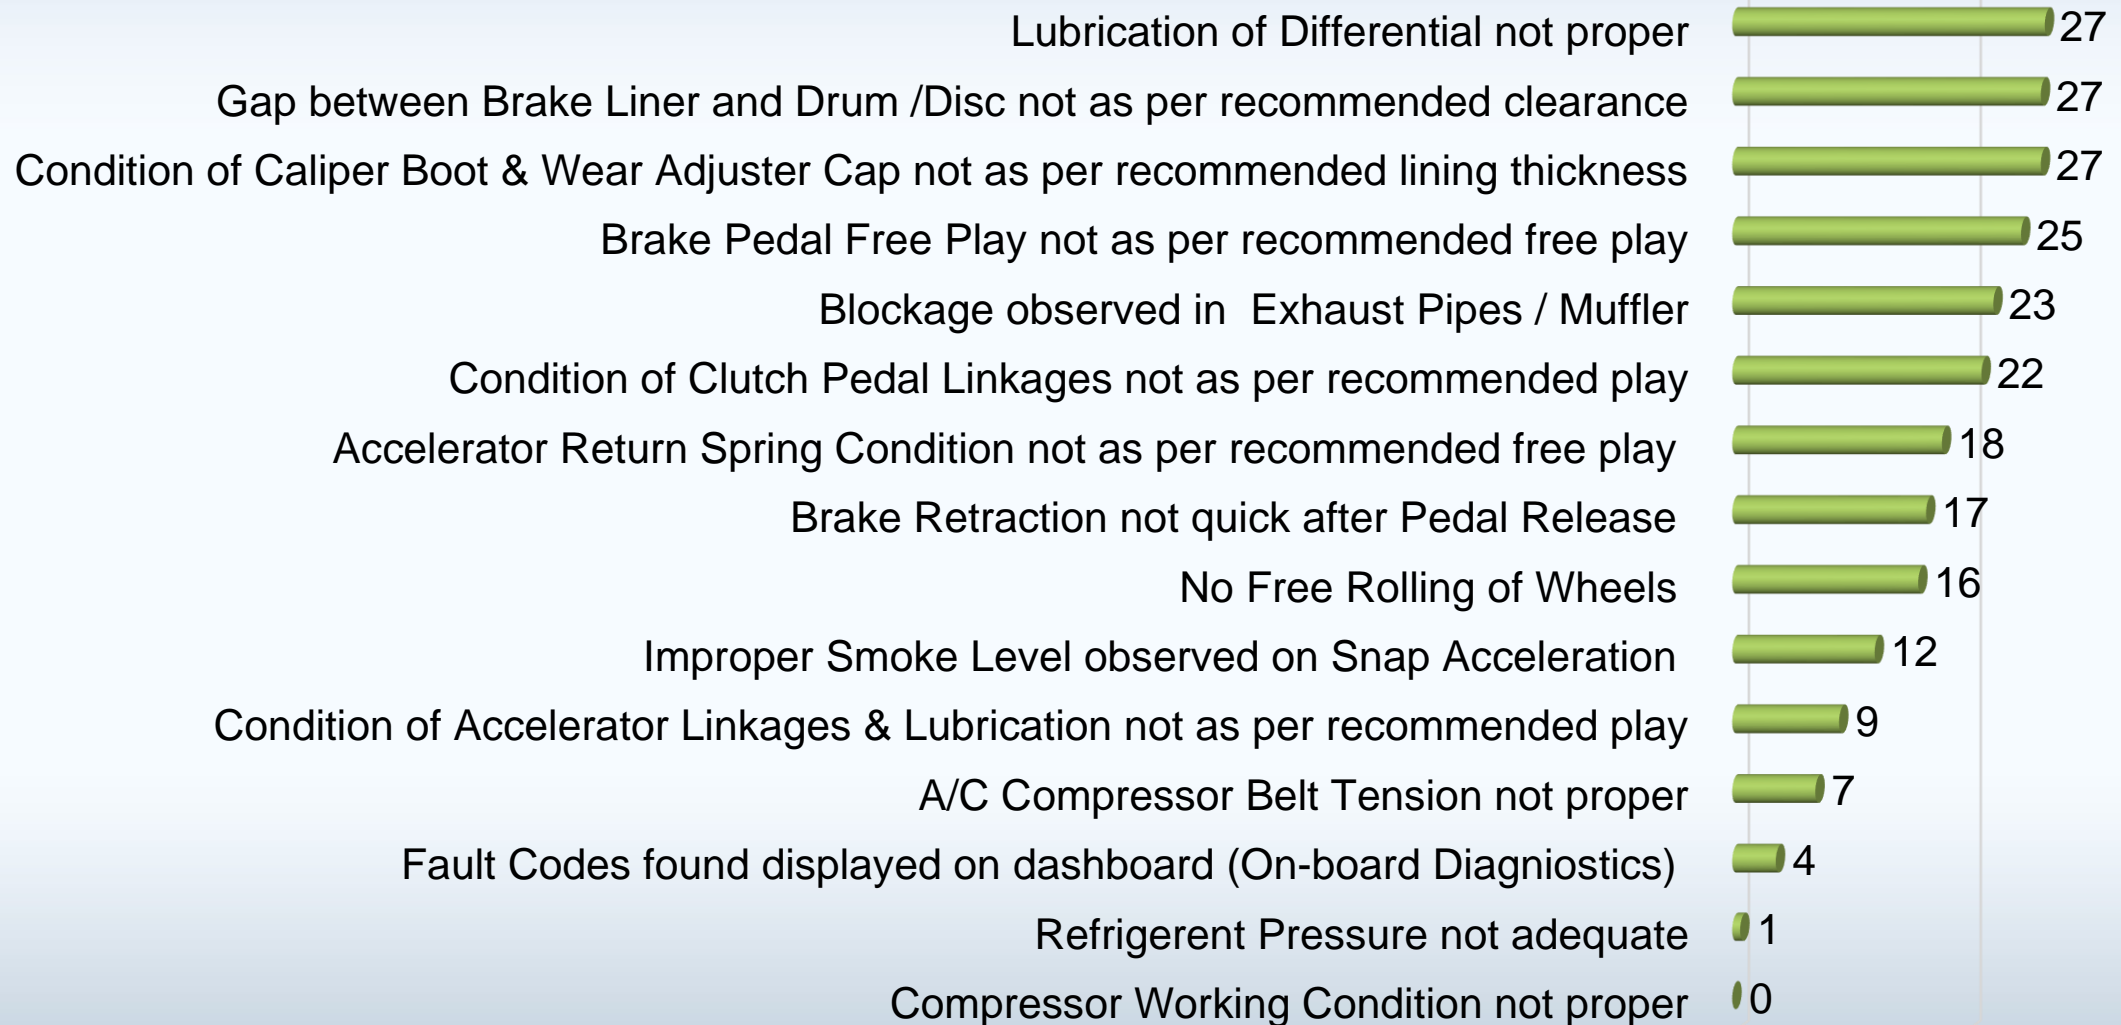 Lubrication of Differential not proper 27
Gap between Brake Liner and Drum /Disc not as per recommended clearance 27
Condition of Caliper Boot & Wear Adjuster Cap not as per recommended lining thickness 27
Brake Pedal Free Play not as per recommended free play 25
Blockage observed in  Exhaust Pipes / Muffler 23
Condition of Clutch Pedal Linkages not as per recommended play 22
Accelerator Return Spring Condition not as per recommended free play 18
Brake Retraction not quick after Pedal Release 17
No Free Rolling of Wheels 16
Improper Smoke Level observed on Snap Acceleration 12
Condition of Accelerator Linkages & Lubrication not as per recommended play 9
A/C Compressor Belt Tension not proper 7
Fault Codes found displayed on dashboard (On-board Diagniostics) 4
Refrigerent Pressure not adequate 1
Compressor Working Condition not proper 0